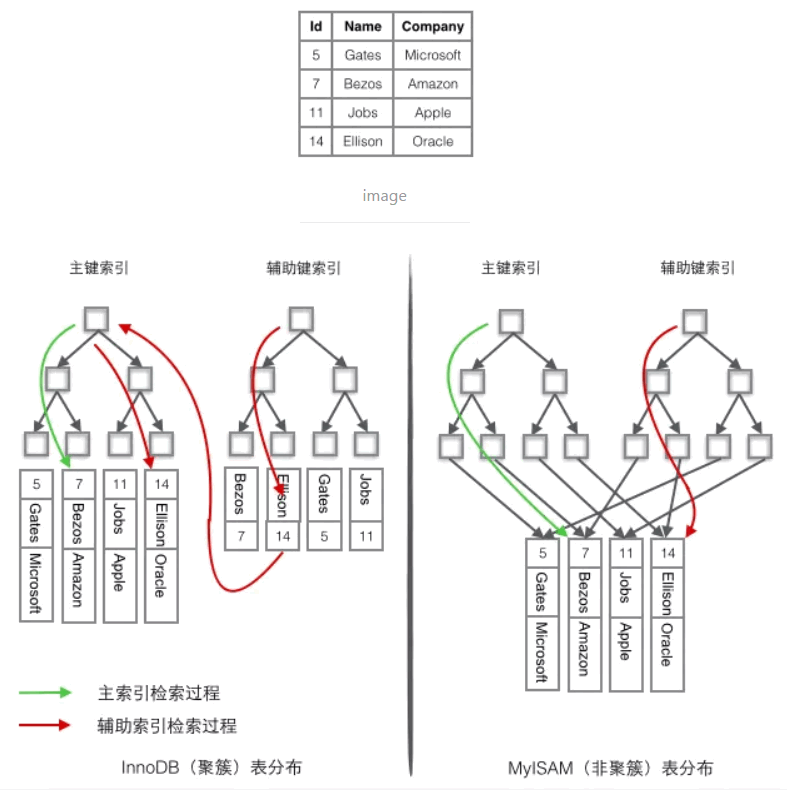 Id Name Company
5 Gates Microsoft
7 Bezos Amazon
11 Jobs Apple
14 Ellison Oracle
image
主键索引 辅助键索引 主键索引 辅助键索引
5 7 11 14
Gates Bezos Jobs Ellison
Microsoft Amazon Apple Oracle
Bezos Ellison Gates Jobs
7 14 5 11
5 7 11 14
Gates Bezos Jobs Ellison
Microsoft Amazon Apple Oracle
主索引检索过程
辅助索引检索过程
InnoDB（聚簇）表分布 MyISAM（非聚簇）表分布